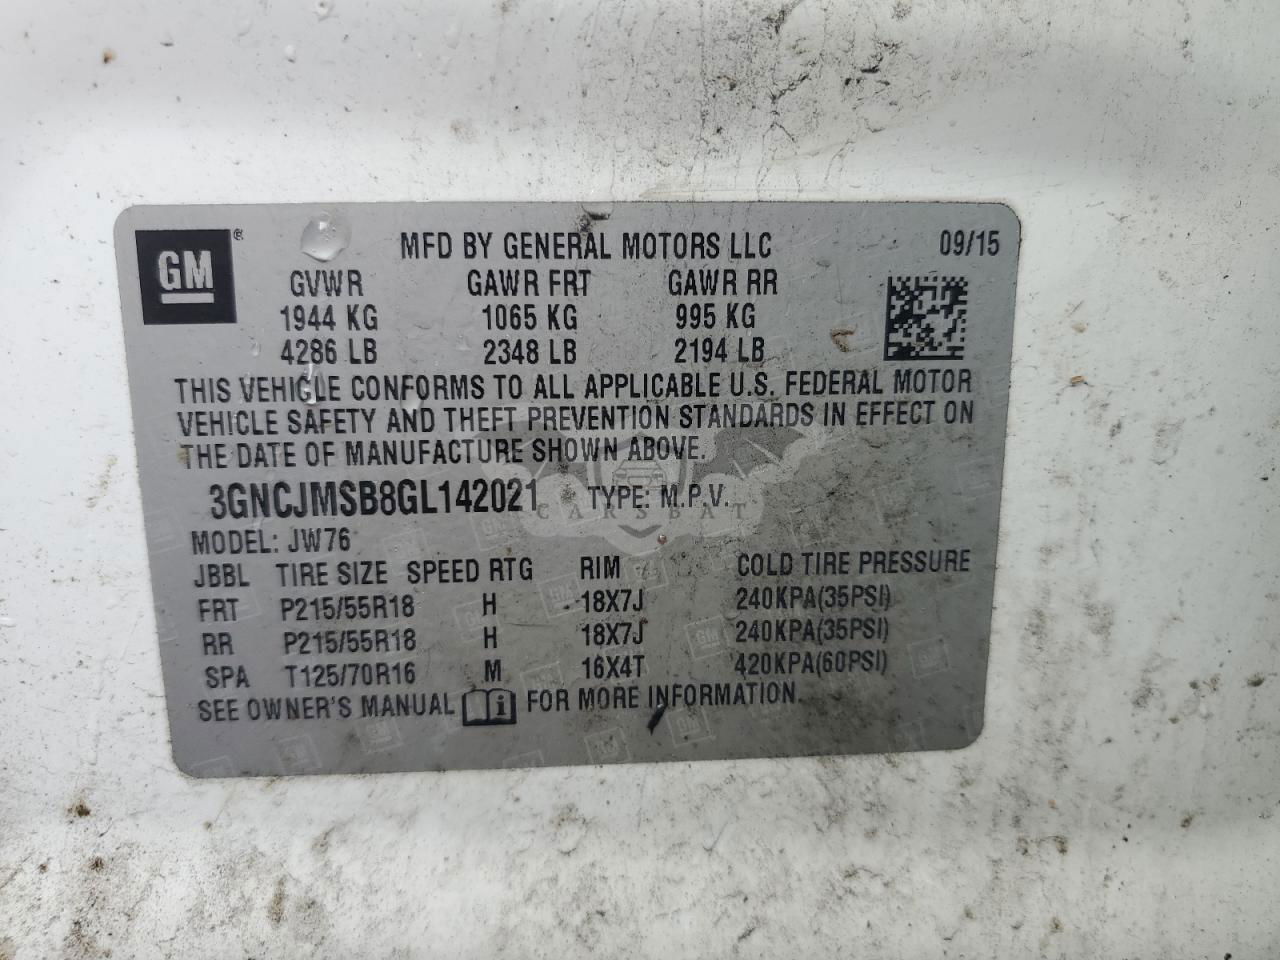 GM ®
MFD BY GENERAL MOTORS LLC 09/15
GVWR GAWR FRT GAWR RR
1944 KG 1065 KG 995 KG
4286 LB 2348 LB 2194 LB
THIS VEHICLE CONFORMS TO ALL APPLICABLE U.S. FEDERAL MOTOR
VEHICLE SAFETY AND THEFT PREVENTION STANDARDS IN EFFECT ON
THE DATE OF MANUFACTURE SHOWN ABOVE.
3GNCJMSB8GL142021 TYPE: M.P.V.
CARSBAT
MODEL: JW76
JBBL TIRE SIZE SPEED RTG RIM COLD TIRE PRESSURE
FRT P215/55R18 H 18X7J 240KPA(35PSI)
RR P215/55R18 H 18X7J 240KPA(35PSI)
SPA T125/70R16 M 16X4T 420KPA(60PSI)
SEE OWNER'S MANUAL i FOR MORE INFORMATION.